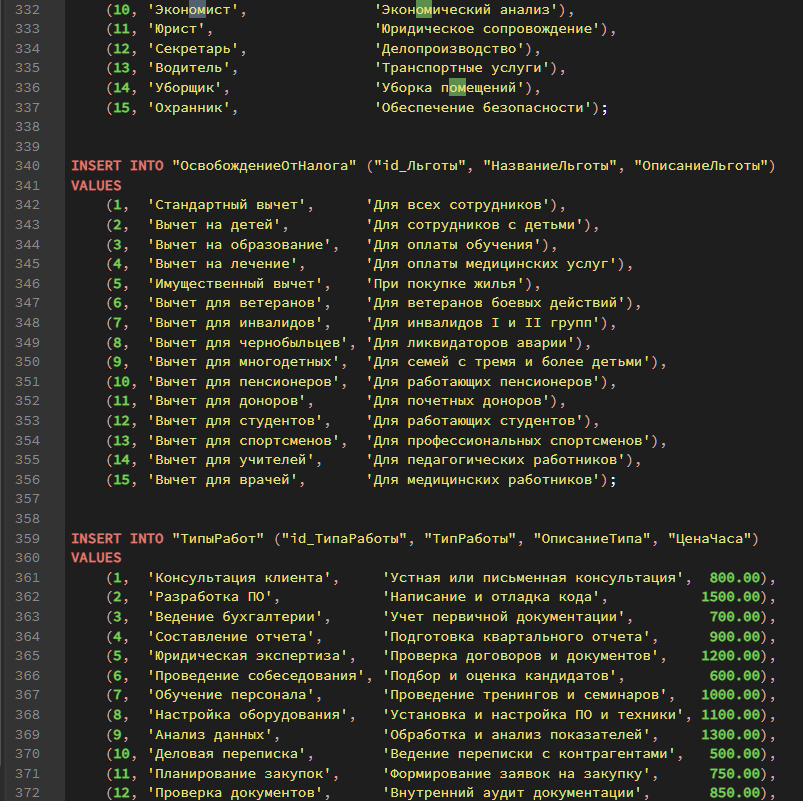 332 (10, 'Экономист', 'Экономический анализ'),
333 (11, 'Юрист', 'Юридическое сопровождение'),
334 (12, 'Секретарь', 'Делопроизводство'),
335 (13, 'Водитель', 'Транспортные услуги'),
336 (14, 'Уборщик', 'Уборка помещений'),
337 (15, 'Охранник', 'Обеспечение безопасности');
338
339
340 INSERT INTO "ОсвобождениеОтНалога" ("id_Льготы", "НазваниеЛьготы", "ОписаниеЛьготы")
341 VALUES
342 (1, 'Стандартный вычет', 'Для всех сотрудников'),
343 (2, 'Вычет на детей', 'Для сотрудников с детьми'),
344 (3, 'Вычет на образование', 'Для оплаты обучения'),
345 (4, 'Вычет на лечение', 'Для оплаты медицинских услуг'),
346 (5, 'Имущественный вычет', 'При покупке жилья'),
347 (6, 'Вычет для ветеранов', 'Для ветеранов боевых действий'),
348 (7, 'Вычет для инвалидов', 'Для инвалидов I и II групп'),
349 (8, 'Вычет для чернобыльцев', 'Для ликвидаторов аварии'),
350 (9, 'Вычет для многодетных', 'Для семей с тремя и более детьми'),
351 (10, 'Вычет для пенсионеров', 'Для работающих пенсионеров'),
352 (11, 'Вычет для доноров', 'Для почетных доноров'),
353 (12, 'Вычет для студентов', 'Для работающих студентов'),
354 (13, 'Вычет для спортсменов', 'Для профессиональных спортсменов'),
355 (14, 'Вычет для учителей', 'Для педагогических работников'),
356 (15, 'Вычет для врачей', 'Для медицинских работников');
357
358
359 INSERT INTO "ТипыРабот" ("id_ТипаРаботы", "ТипРаботы", "ОписаниеТипа", "ЦенаЧаса")
360 VALUES
361 (1, 'Консультация клиента', 'Устная или письменная консультация', 800.00),
362 (2, 'Разработка ПО', 'Написание и отладка кода', 1500.00),
363 (3, 'Ведение бухгалтерии', 'Учет первичной документации', 700.00),
364 (4, 'Составление отчета', 'Подготовка квартального отчета', 900.00),
365 (5, 'Юридическая экспертиза', 'Проверка договоров и документов', 1200.00),
366 (6, 'Проведение собеседования', 'Подбор и оценка кандидатов', 600.00),
367 (7, 'Обучение персонала', 'Проведение тренингов и семинаров', 1000.00),
368 (8, 'Настройка оборудования', 'Установка и настройка ПО и техники', 1100.00),
369 (9, 'Анализ данных', 'Обработка и анализ показателей', 1300.00),
370 (10, 'Деловая переписка', 'Ведение переписки с контрагентами', 500.00),
371 (11, 'Планирование закупок', 'Формирование заявок на закупку', 750.00),
372 (12, 'Проверка документов', 'Внутренний аудит документации', 850.00),